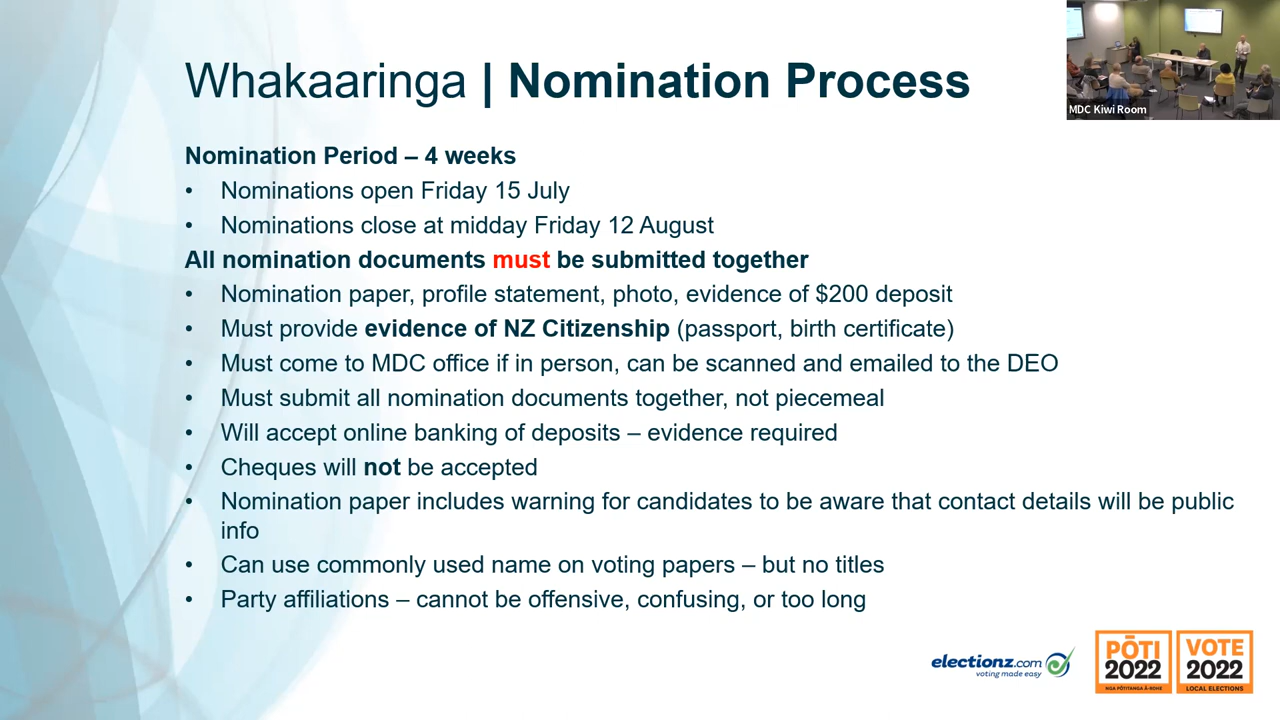 Whakaaringa | Nomination Process
MDC Kiwi Room
Nomination Period – 4 weeks
• Nominations open Friday 15 July
• Nominations close at midday Friday 12 August
All nomination documents must be submitted together
• Nomination paper, profile statement, photo, evidence of $200 deposit
• Must provide evidence of NZ Citizenship (passport, birth certificate)
• Must come to MDC office if in person, can be scanned and emailed to the DEO
• Must submit all nomination documents together, not piecemeal
• Will accept online banking of deposits – evidence required
• Cheques will not be accepted
• Nomination paper includes warning for candidates to be aware that contact details will be public
info
• Can use commonly used name on voting papers – but no titles
• Party affiliations – cannot be offensive, confusing, or too long
electionz.com
voting made easy
PŌTI
2022
NGA PŌTITANGA Ā-ROHE
VOTE
2022
LOCAL ELECTIONS